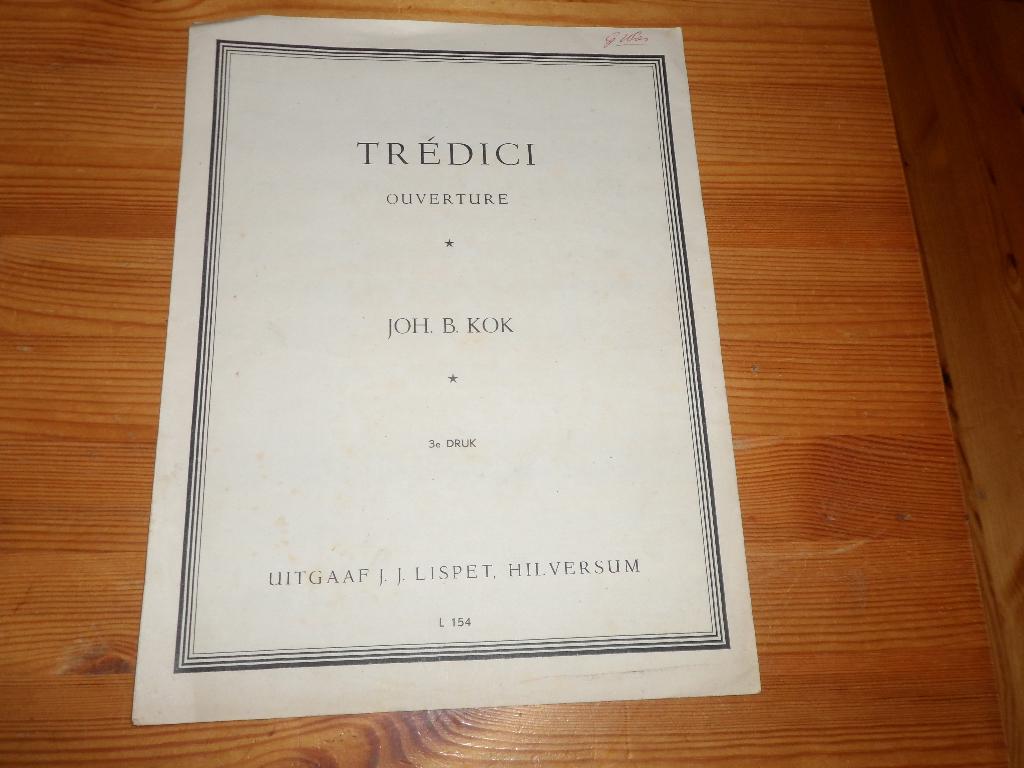 TRÉDICI
OUVERTURE
JOH. B. KOK
3e DRUK
UITGAAF J. J. LISPET, HILVERSUM
L 154